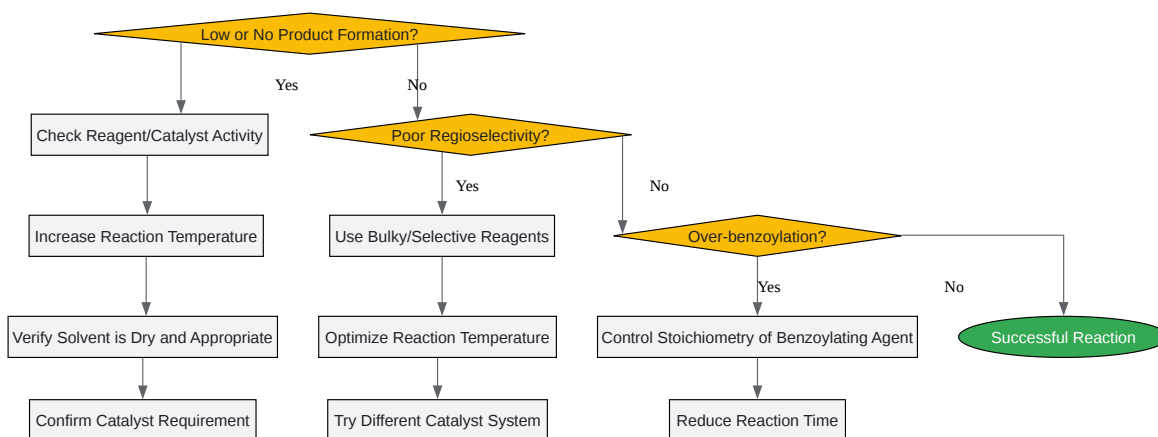 Low or No Product Formation?
Yes
No
Check Reagent/Catalyst Activity
Poor Regioselectivity?
Yes
No
Increase Reaction Temperature
Use Bulky/Selective Reagents
Over-benzoylation?
Yes
No
Verify Solvent is Dry and Appropriate
Optimize Reaction Temperature
Control Stoichiometry of Benzoylating Agent
Successful Reaction
Confirm Catalyst Requirement
Try Different Catalyst System
Reduce Reaction Time